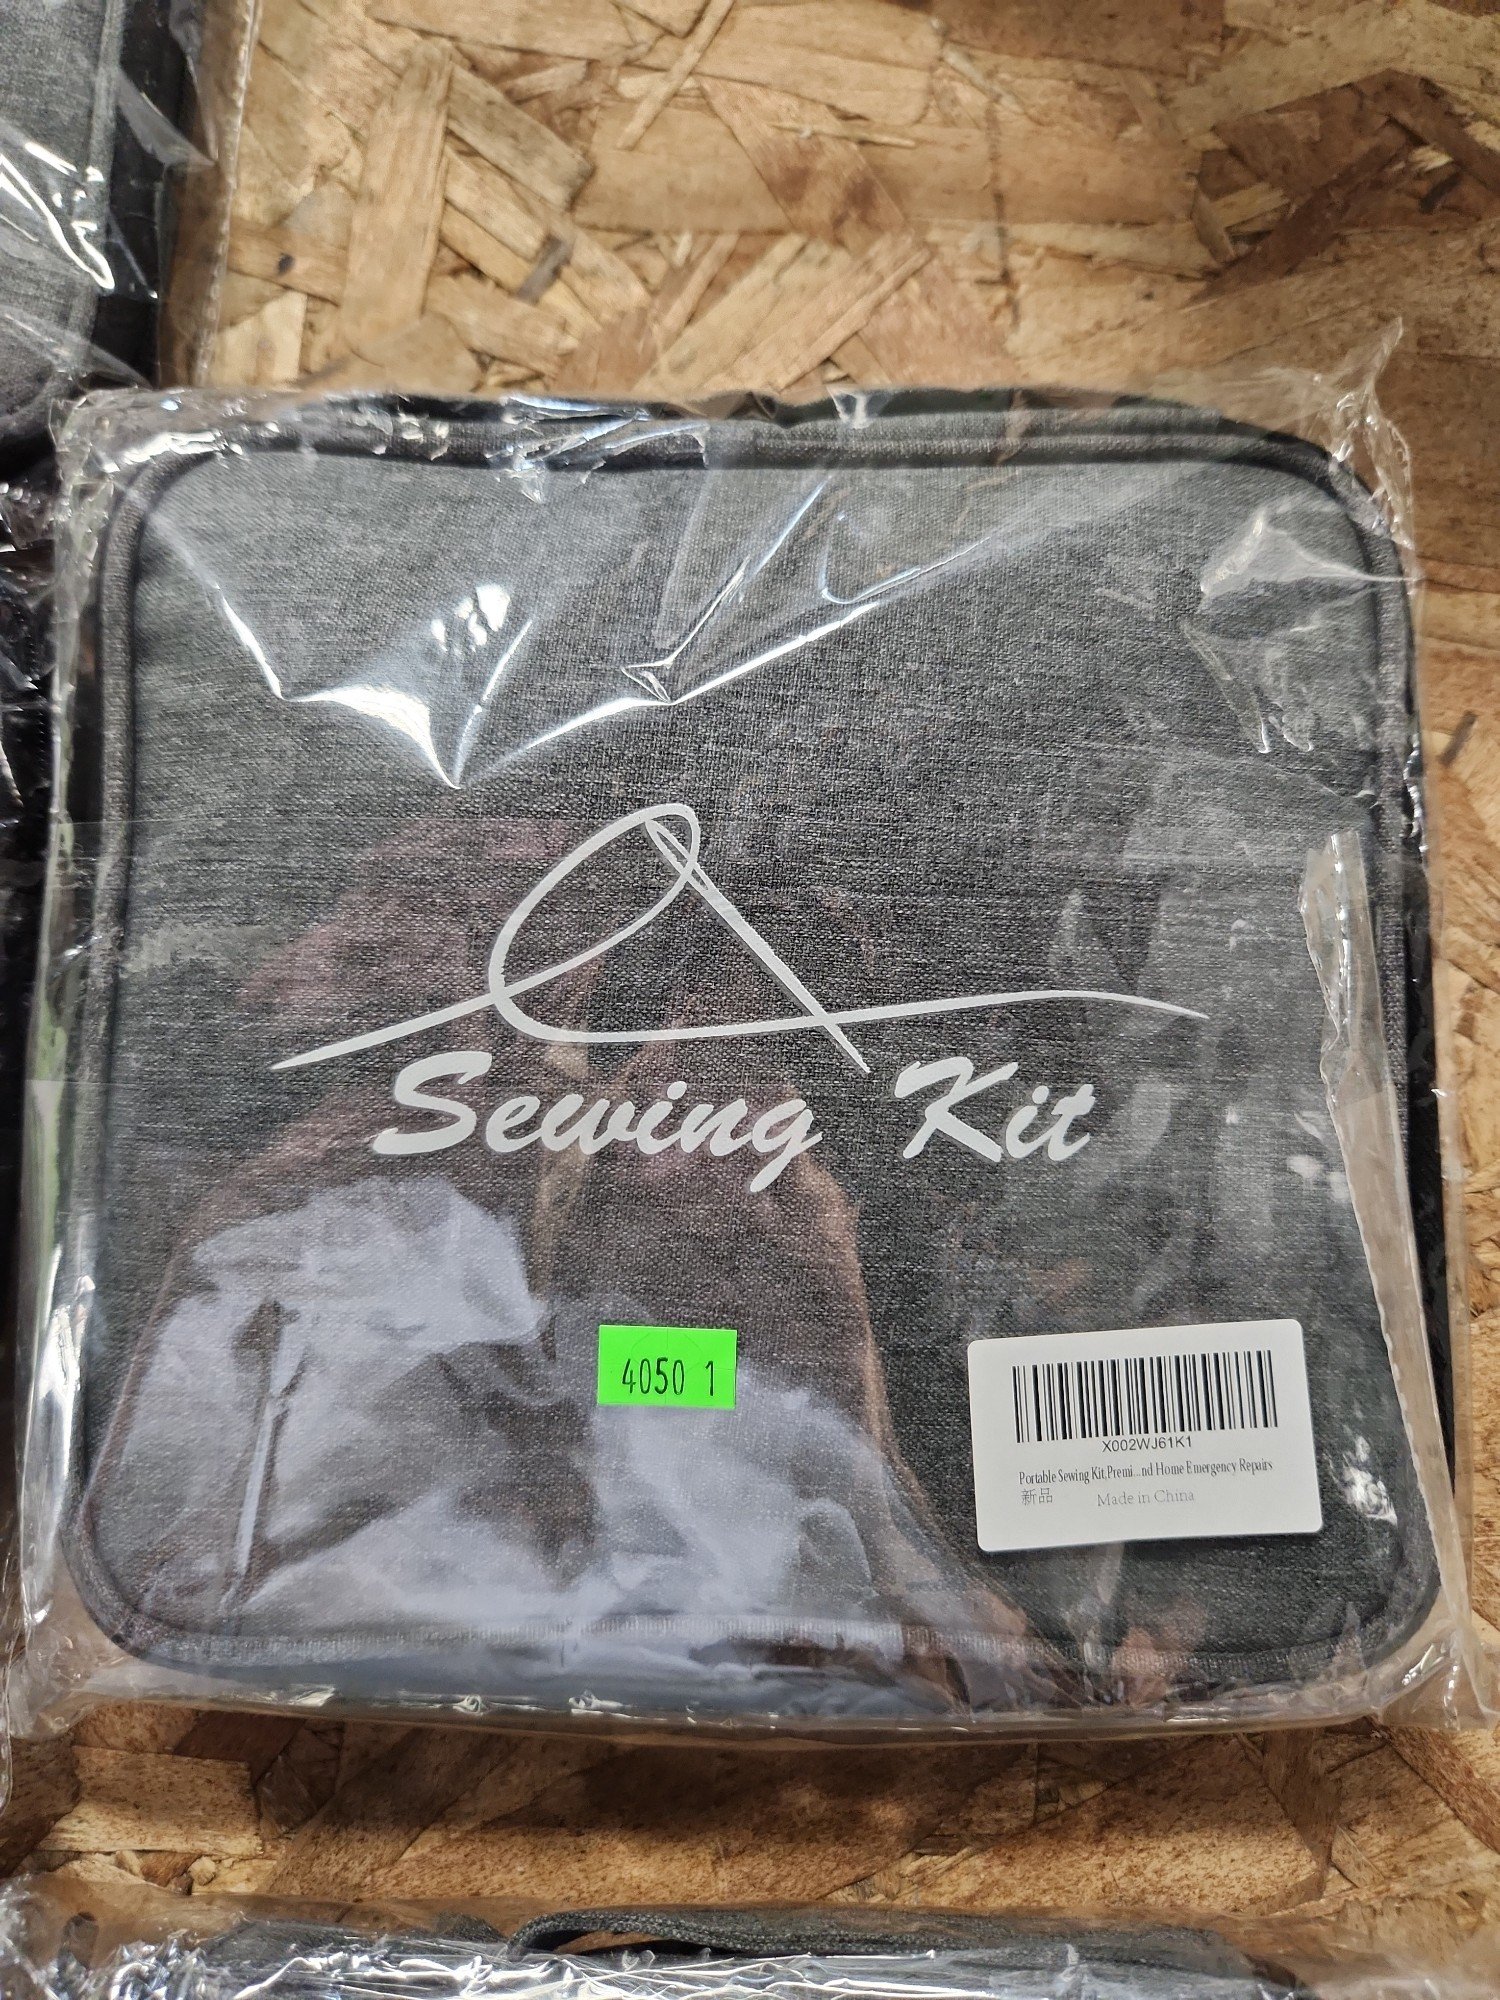 Sewing Kit
4050 1
X002WJ61K1
Portable Sewing Kit,Premi...nd Home Emergency Repairs
新品 Made in China